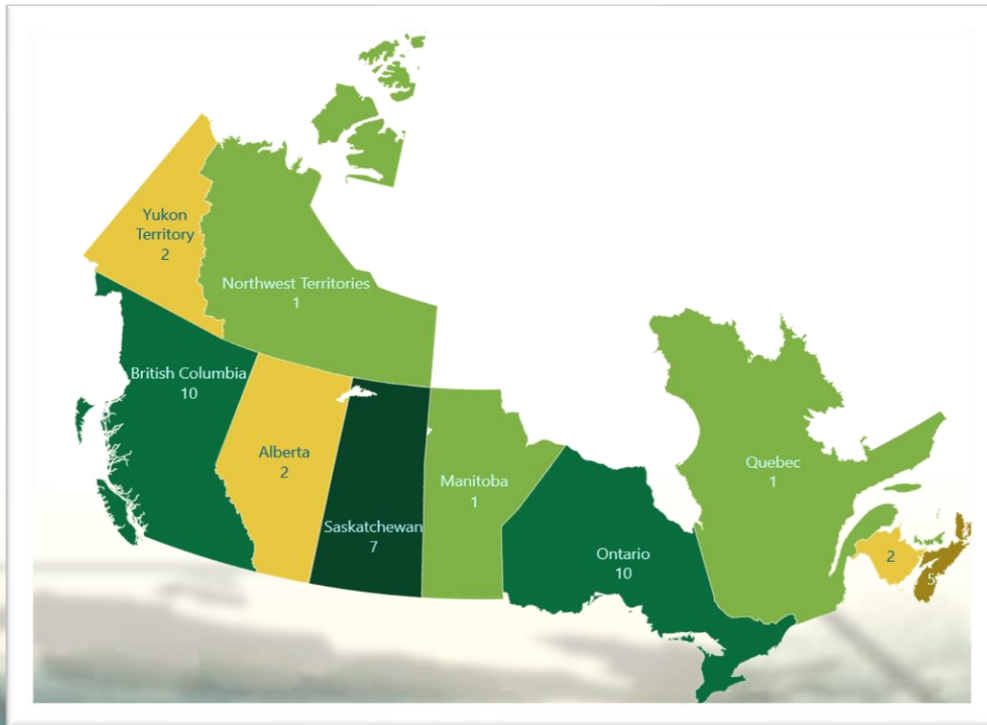 Yukon
Territory
2
Northwest Territories
1
British Columbia
10
Alberta
2
Saskatchewan
7
Manitoba
1
Ontario
10
Quebec
1
2
5